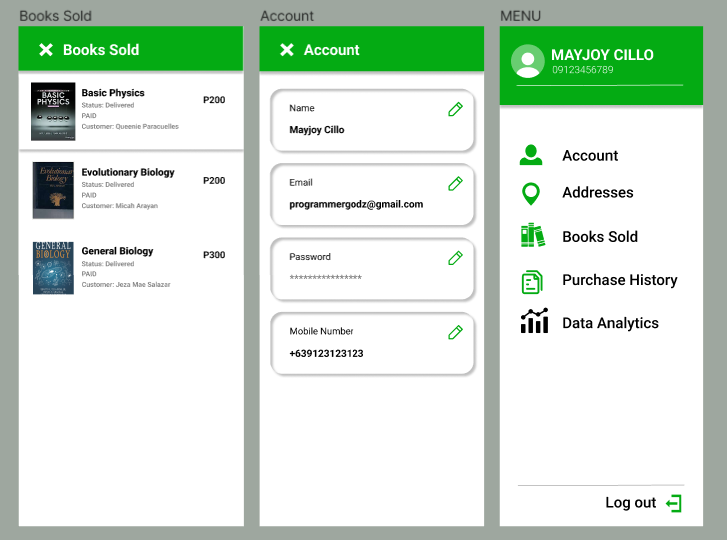 Books Sold
Books Sold
BASIC
PHYSICS
Basic Physics
P200
Status: Delivered
PAID
Customer: Queenie Paracuelles
Evolutionary
Biology
Evolutionary Biology
P200
Status: Delivered
PAID
Customer: Micah Arayan
GENERAL
BIOLOGY
General Biology
P300
Status: Delivered
PAID
Customer: Jeza Mae Salazar
Account
Account
Name
Mayjoy Cillo
Email
programmergodz@gmail.com
Password
****************
Mobile Number
+639123123123
MENU
MAYJOY CILLO
09123456789
Account
Addresses
Books Sold
Purchase History
Data Analytics
Log out